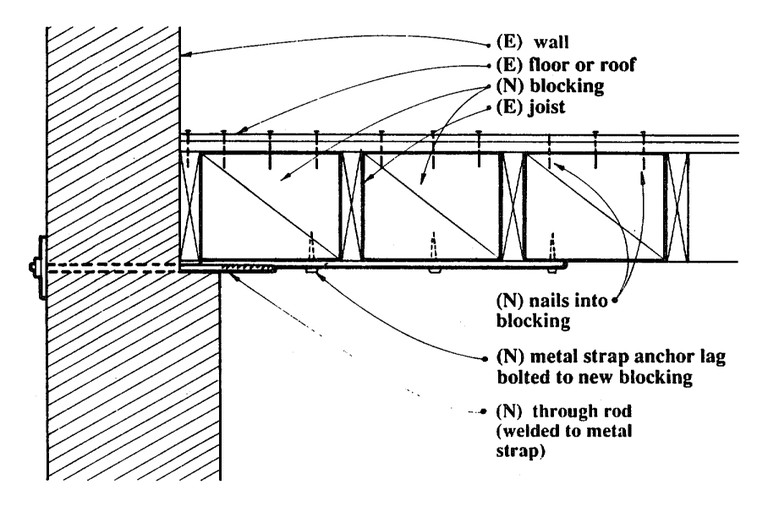 (E) wall
(E) floor or roof
(N) blocking
(E) joist
(N) nails into
blocking
(N) metal strap anchor lag
bolted to new blocking
(N) through rod
(welded to metal
strap)